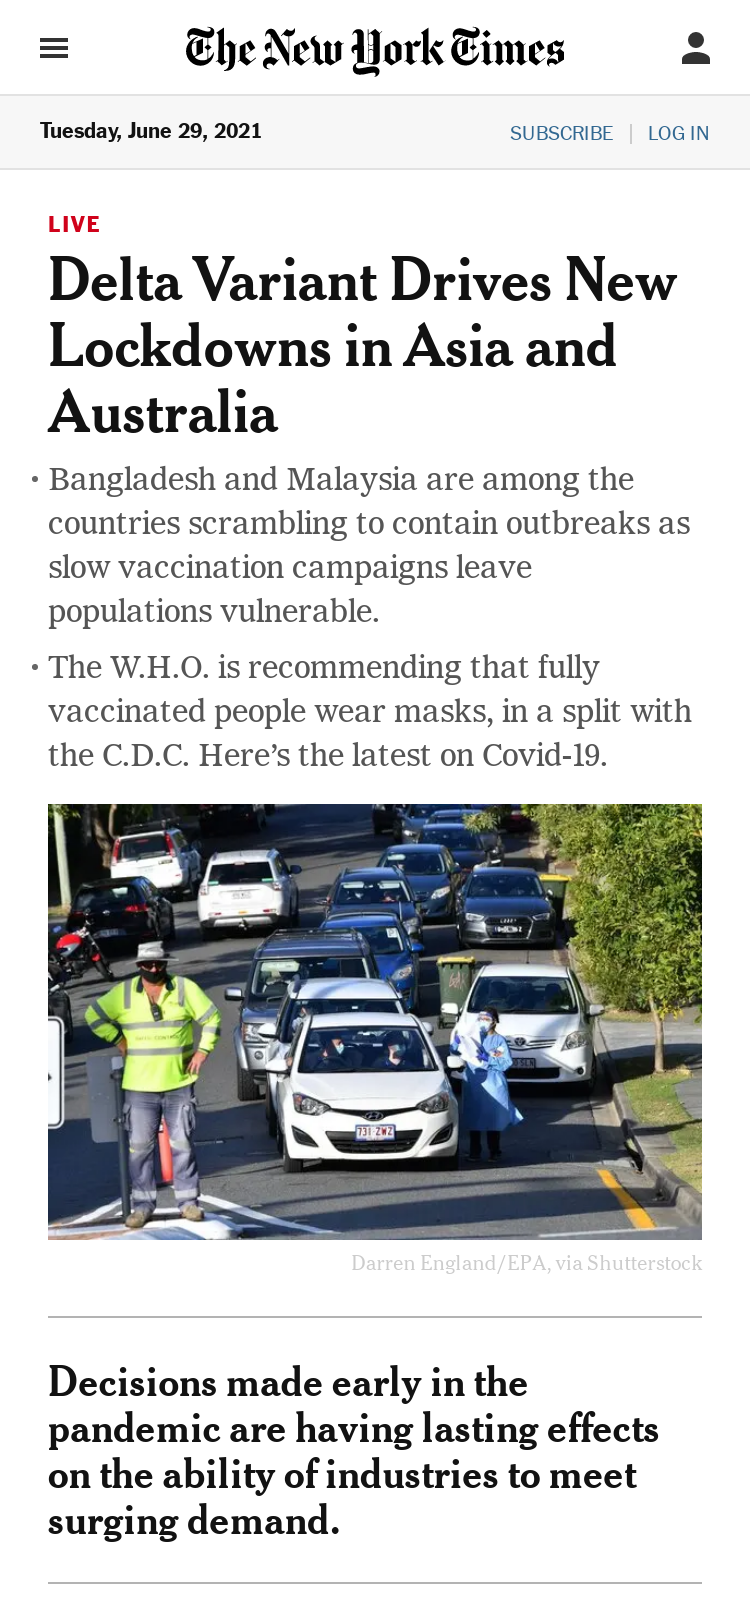 The New York Times
Tuesday, June 29, 2021
SUBSCRIBE | LOG IN
LIVE
Delta Variant Drives New
Lockdowns in Asia and
Australia
• Bangladesh and Malaysia are among the
countries scrambling to contain outbreaks as
slow vaccination campaigns leave
populations vulnerable.
• The W.H.O. is recommending that fully
vaccinated people wear masks, in a split with
the C.D.C. Here’s the latest on Covid-19.
731 ZWZ
Darren England/EPA, via Shutterstock
Decisions made early in the
pandemic are having lasting effects
on the ability of industries to meet
surging demand.